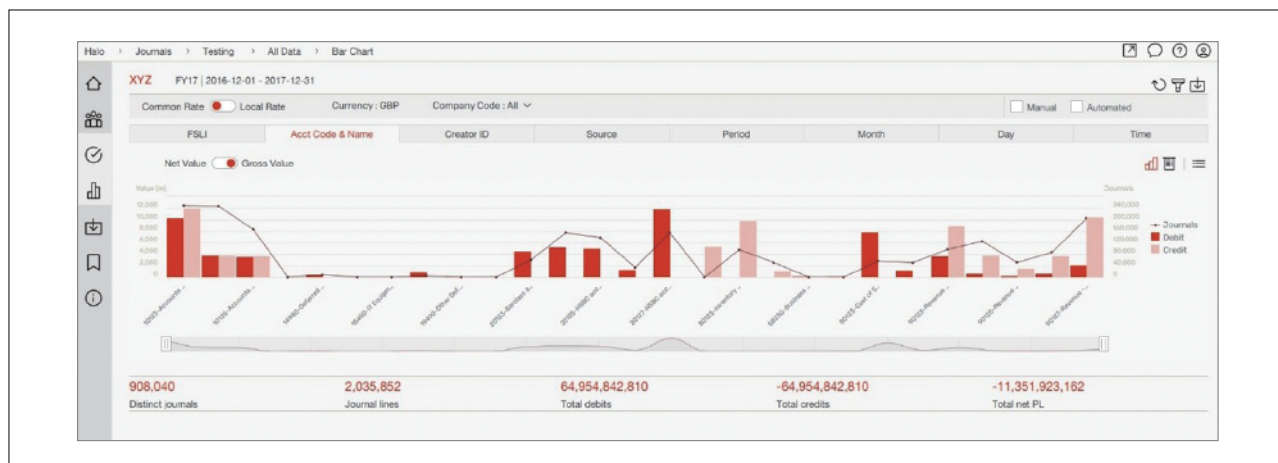 Halo > Journals > Testing > All Data > Bar Chart
XYZ FY17 | 2016-12-01 - 2017-12-31
Common Rate Local Rate Currency : GBP Company Code : All Manual Automated
FSLI Acct Code & Name Creator ID Source Period Month Day Time
Net Value Gross Value
Value (m) Journals
12,000 240,000
10,000 200,000
8,000 160,000
6,000 120,000
4,000 80,000
2,000 40,000
0 0
Journals
Debit
Credit
908,040 2,035,852 64,954,842,810 -64,954,842,810 -11,351,923,162
Distinct journals Journal lines Total debits Total credits Total net PL